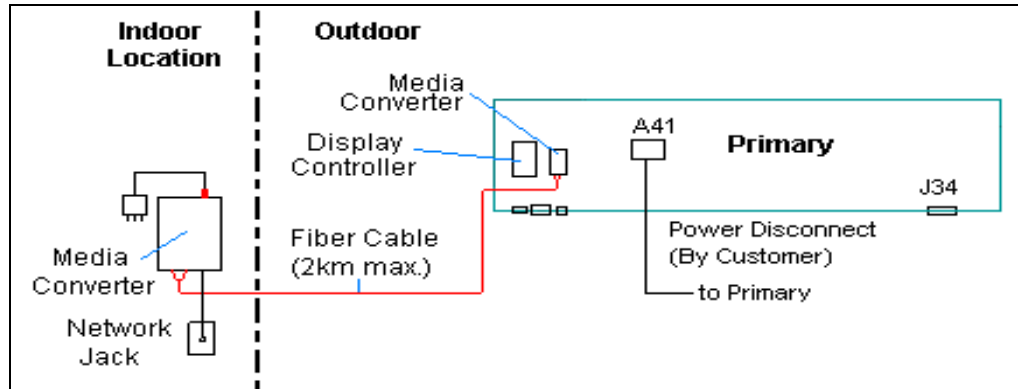 Indoor
Location
Outdoor
Media
Converter
Display
Controller
A41
Primary
J34
Fiber Cable
(2km max.)
Power Disconnect
(By Customer)
to Primary
Media
Converter
Network
Jack